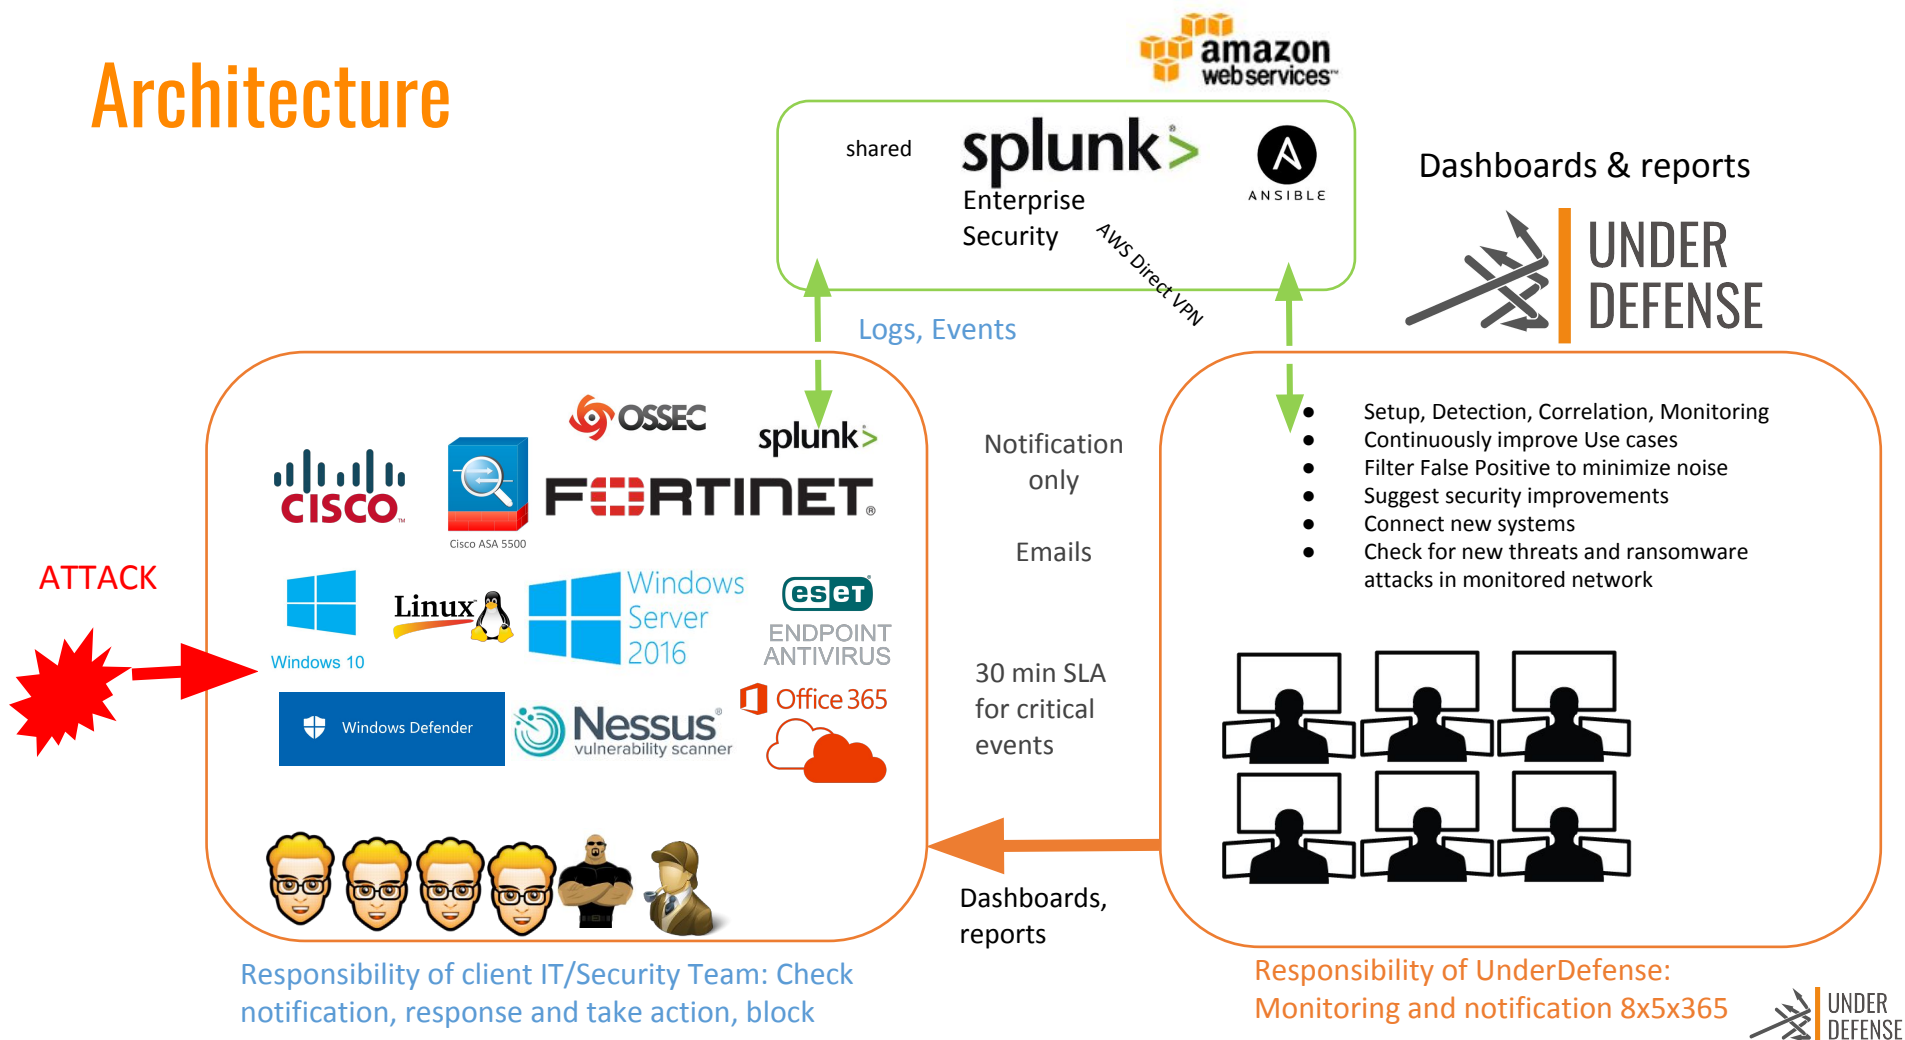 Architecture
amazon
webservices™
shared
splunk>®
Enterprise
Security
A
ANSIBLE
AWS Direct VPN
Dashboards & reports
UNDER
DEFENSE
Logs, Events
OSSEC
splunk>
CISCO™
Cisco ASA 5500
FORTINET®
ATTACK
Windows 10
Linux
Windows
Server
2016
eseT®
ENDPOINT
ANTIVIRUS
Windows Defender
Nessus®
vulnerability scanner
Office 365
Notification
only
Emails
30 min SLA
for critical
events
Dashboards,
reports
● Setup, Detection, Correlation, Monitoring
● Continuously improve Use cases
● Filter False Positive to minimize noise
● Suggest security improvements
● Connect new systems
● Check for new threats and ransomware
attacks in monitored network
Responsibility of client IT/Security Team: Check
notification, response and take action, block
Responsibility of UnderDefense:
Monitoring and notification 8x5x365
UNDER
DEFENSE